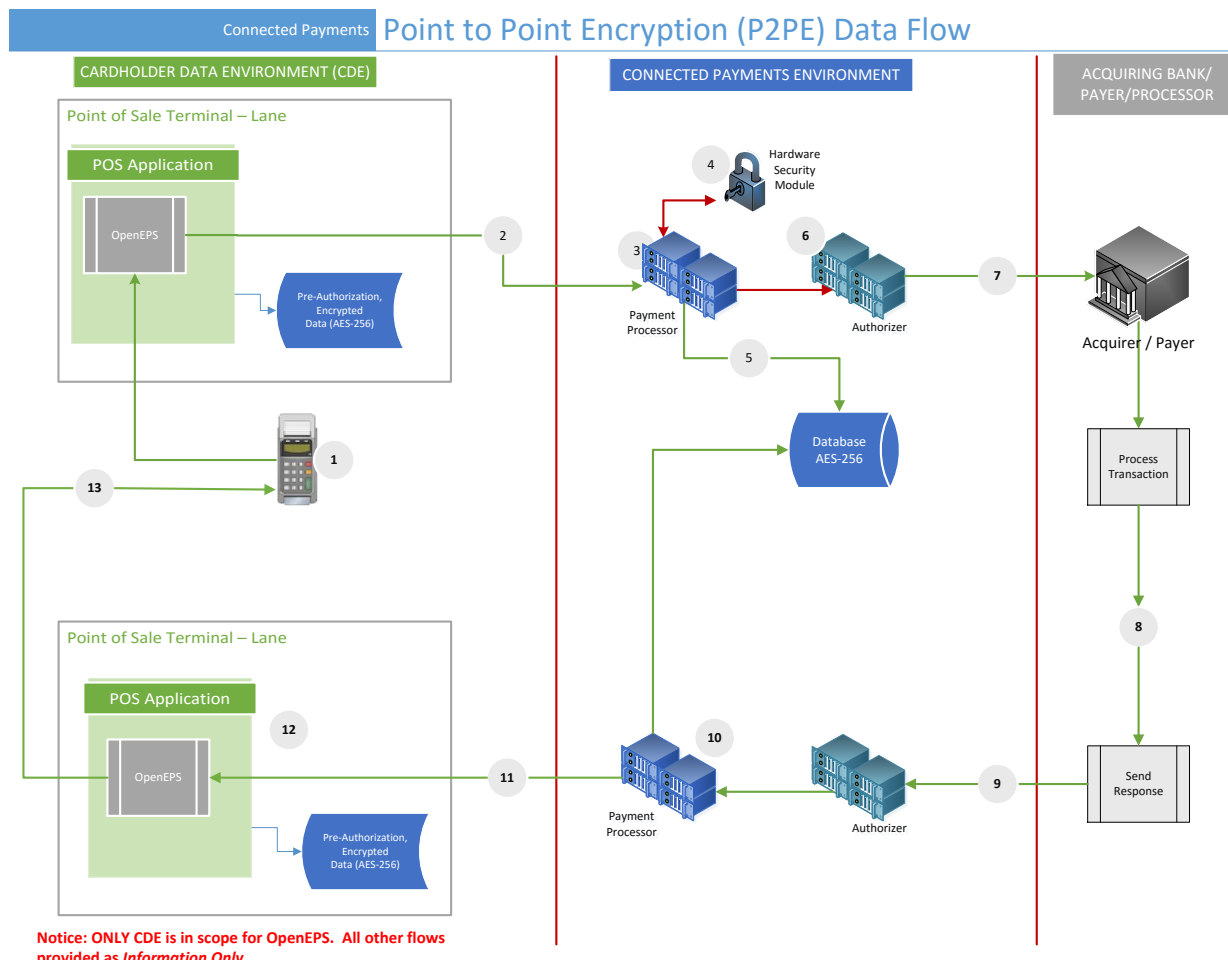 Connected Payments
Point to Point Encryption (P2PE) Data Flow
CARDHOLDER DATA ENVIRONMENT (CDE)
CONNECTED PAYMENTS ENVIRONMENT
ACQUIRING BANK/
PAYER/PROCESSOR
Point of Sale Terminal – Lane
POS Application
OpenEPS
Pre-Authorization,
Encrypted
Data (AES-256)
2
4
Hardware
Security
Module
3
Payment
Processor
6
Authorizer
7
Acquirer / Payer
5
Database
AES-256
1
13
Process
Transaction
8
Point of Sale Terminal – Lane
POS Application
12
OpenEPS
Pre-Authorization,
Encrypted
Data (AES-256)
11
10
Payment
Processor
Authorizer
9
Send
Response
Notice: ONLY CDE is in scope for OpenEPS. All other flows
provided as Information Only